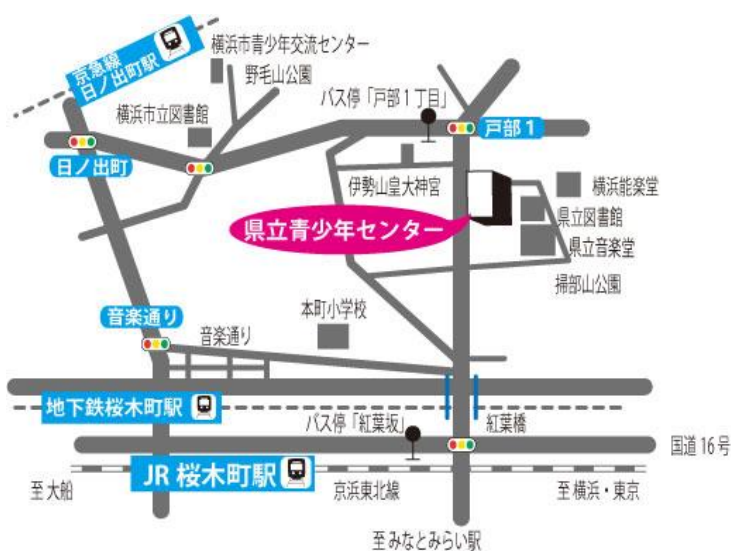 京急線
日ノ出町駅
横浜市青少年交流センター
野毛山公園
バス停「戸部1丁目」
横浜市立図書館
戸部1
日ノ出町
伊勢山皇大神宮
横浜能楽堂
県立図書館
県立青少年センター
県立音楽堂
掃部山公園
音楽通り
音楽通り
本町小学校
地下鉄桜木町駅
バス停「紅葉坂」
紅葉橋
国道16号
JR 桜木町駅
至大船
京浜東北線
至横浜・東京
至みなとみらい駅